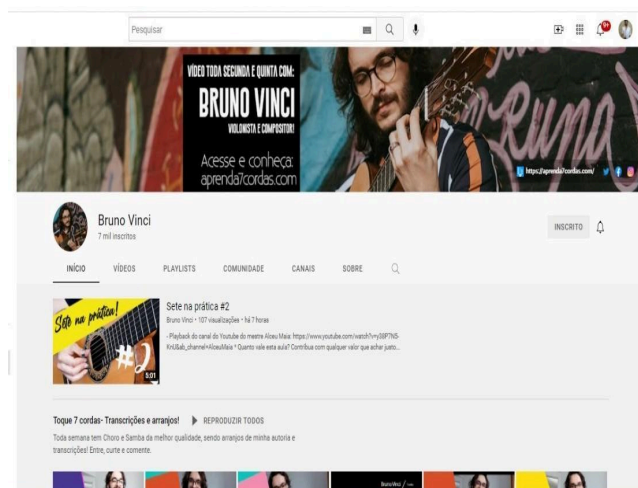 Pesquisar
9+
VÍDEO TODA SEGUNDA E QUINTA COM:
BRUNO VINCI
VIOLONISTA E COMPOSITOR!
Acesse e conheça:
aprenda7cordas.com
https://aprenda7cordas.com/
Bruno Vinci
7 mil inscritos
INSCRITO
INÍCIO VÍDEOS PLAYLISTS COMUNIDADE CANAIS SOBRE
Sete na prática!
#2
5:01
Sete na prática #2
Bruno Vinci • 107 visualizações • há 7 horas
- Playback do canal do Youtube do mestre Alceu Maia: https://www.youtube.com/watch?v=yS8P7N5-
KnU&ab_channel=AlceuMaia * Quanto vale esta aula? Contribua com qualquer valor que achar justo...
Toque 7 cordas- Transcrições e arranjos! REPRODUZIR TODOS
Toda semana tem Choro e Samba da melhor qualidade, sendo arranjos de minha autoria e
transcrições! Entre, curte e comente.
Bruno Vinci /